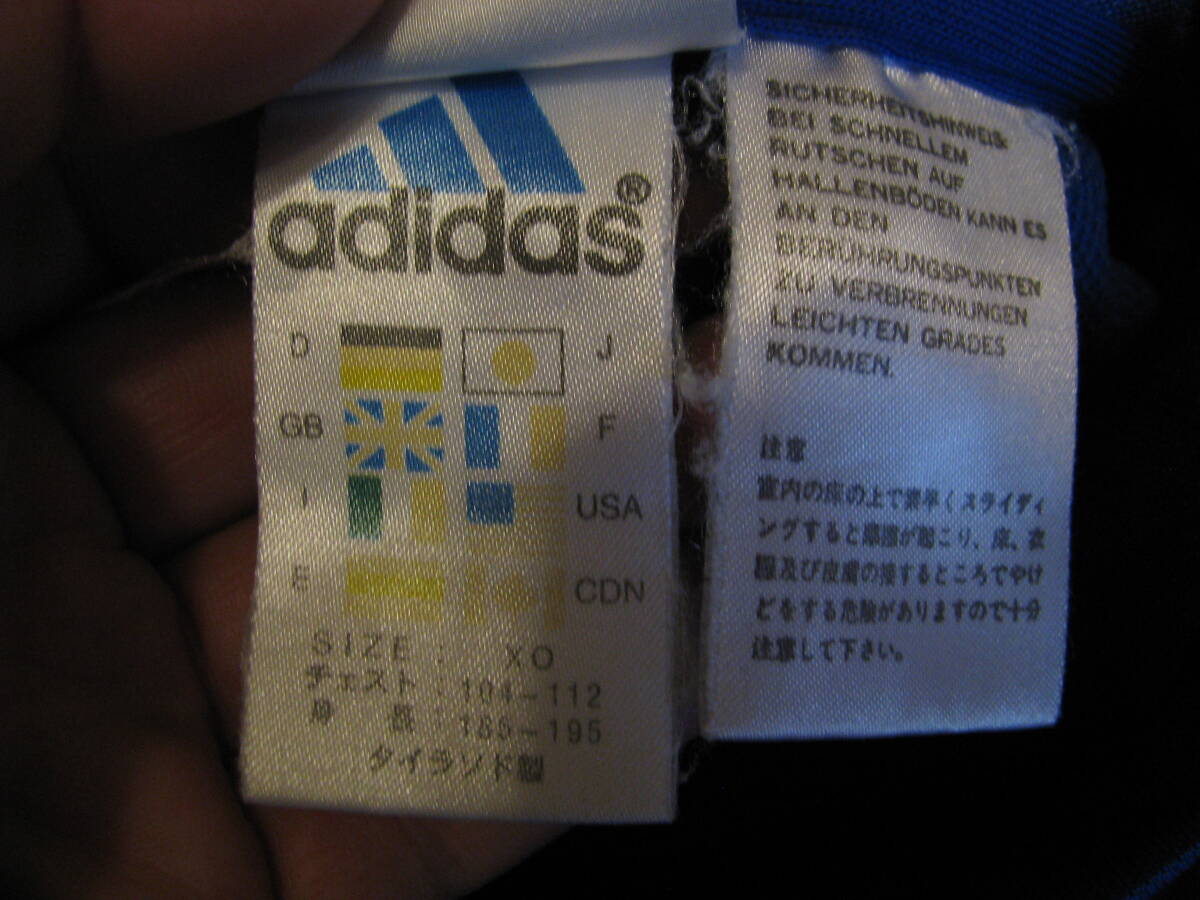 adidas®
D
J
GB
F
I
USA
E
CDN
SIZE : XO
チェスト : 104-112
身 長 : 185-195
タイランド製
SICHERHEITSHINWEIS:
BEI SCHNELLEM
RUTSCHEN AUF
HALLENBÖDEN KANN ES
AN DEN
BERÜHRUNGSPUNKTEN
ZU VERBRENNUNGEN
LEICHTEN GRADES
KOMMEN.
注意
室内の床の上で素早くスライディ
ングすると摩擦が起こり、床、衣
服及び皮膚の接するところでやけ
どをする危険がありますので十分
注意して下さい。